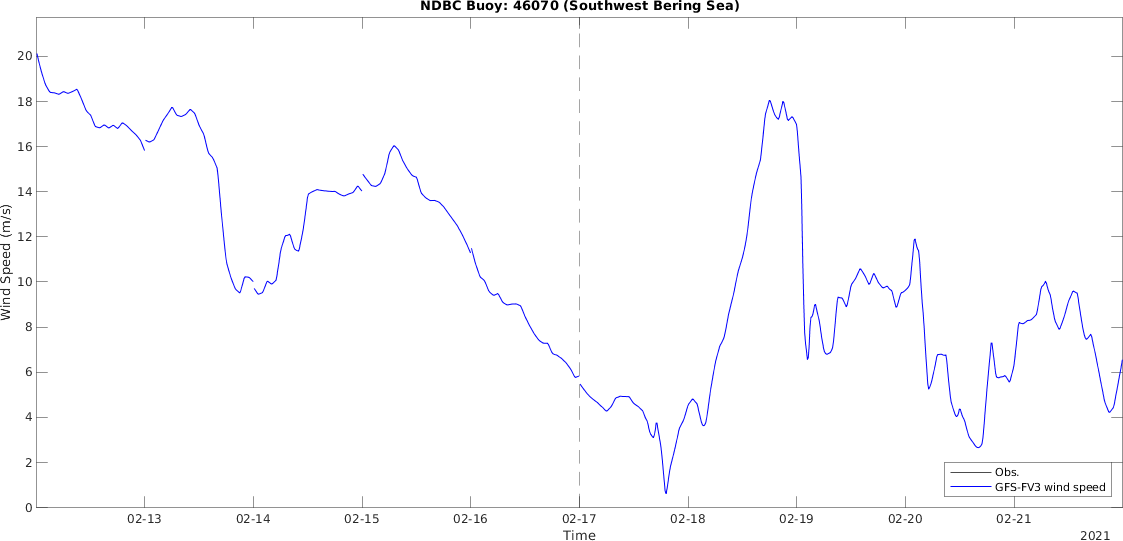 NDBC Buoy: 46070 (Southwest Bering Sea)
Wind Speed (m/s)
20
18
16
14
12
10
8
6
4
2
0
Obs.
GFS-FV3 wind speed
02-13 02-14 02-15 02-16 02-17 02-18 02-19 02-20 02-21
Time
2021